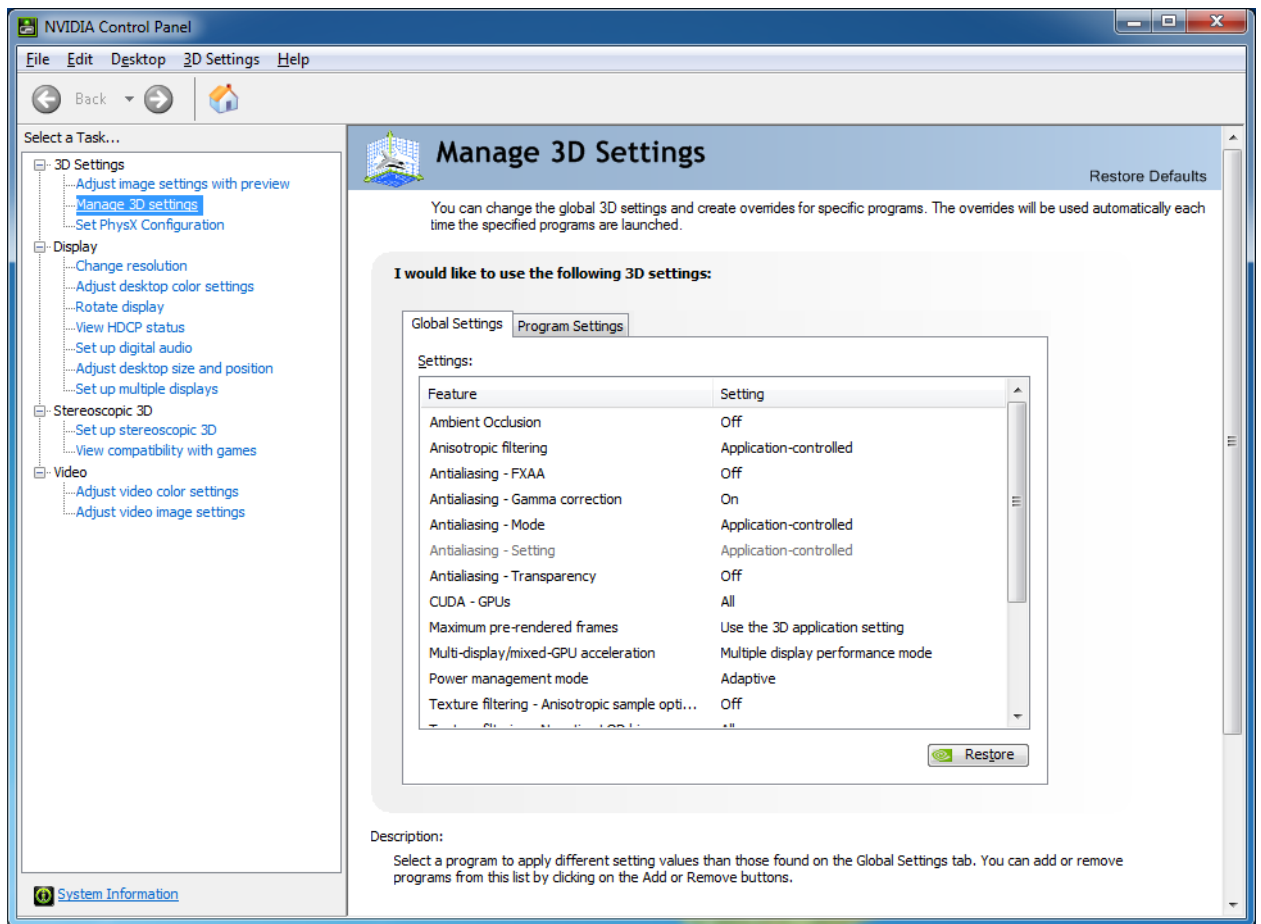 NVIDIA Control Panel
File Edit Desktop 3D Settings Help
Back
Select a Task...
3D Settings
Adjust image settings with preview
Manage 3D settings
Set PhysX Configuration
Display
Change resolution
Adjust desktop color settings
Rotate display
View HDCP status
Set up digital audio
Adjust desktop size and position
Set up multiple displays
Stereoscopic 3D
Set up stereoscopic 3D
View compatibility with games
Video
Adjust video color settings
Adjust video image settings
System Information
Manage 3D Settings
Restore Defaults
You can change the global 3D settings and create overrides for specific programs. The overrides will be used automatically each
time the specified programs are launched.
I would like to use the following 3D settings:
Global Settings Program Settings
Settings:
Feature Setting
Ambient Occlusion Off
Anisotropic filtering Application-controlled
Antialiasing - FXAA Off
Antialiasing - Gamma correction On
Antialiasing - Mode Application-controlled
Antialiasing - Setting Application-controlled
Antialiasing - Transparency Off
CUDA - GPUs All
Maximum pre-rendered frames Use the 3D application setting
Multi-display/mixed-GPU acceleration Multiple display performance mode
Power management mode Adaptive
Texture filtering - Anisotropic sample opti... Off
Restore
Description:
Select a program to apply different setting values than those found on the Global Settings tab. You can add or remove
programs from this list by clicking on the Add or Remove buttons.